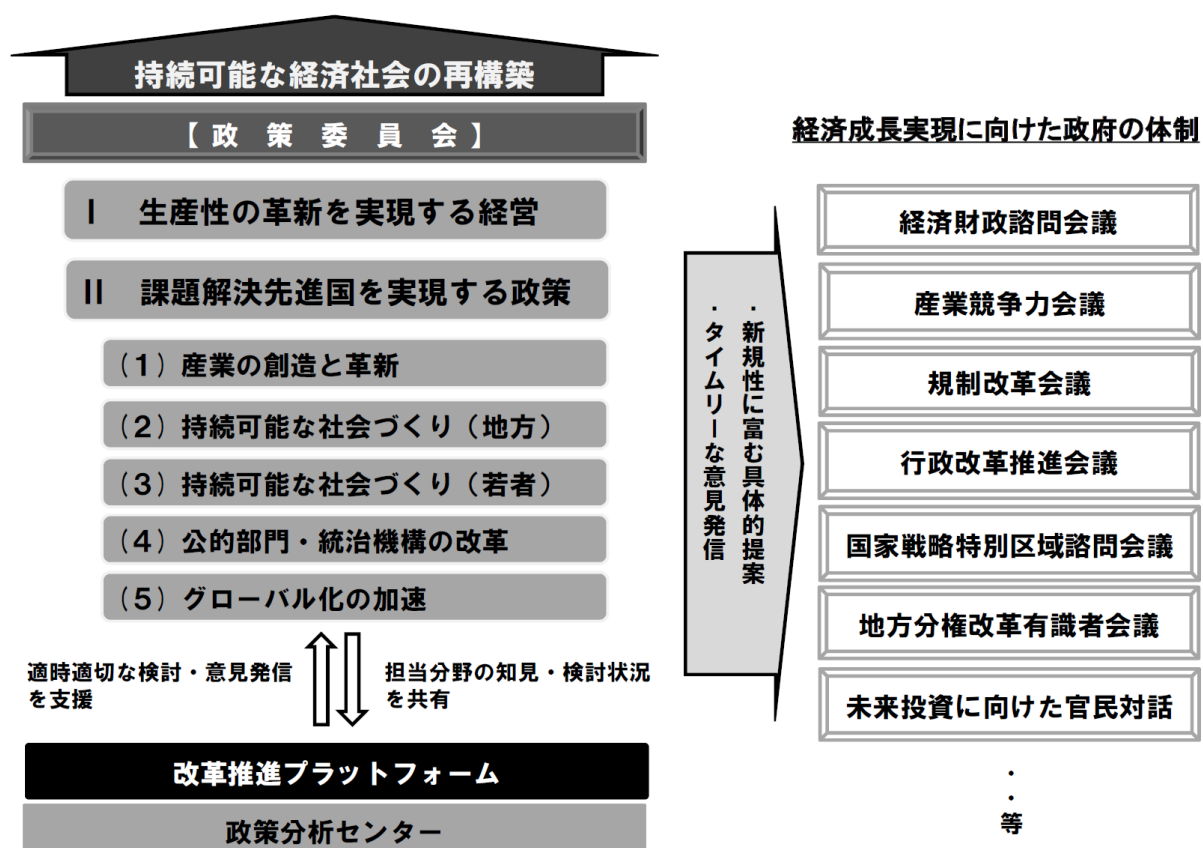 持続可能な経済社会の再構築
【政策委員会】
Ⅰ 生産性の革新を実現する経営
Ⅱ 課題解決先進国を実現する政策
（1）産業の創造と革新
（2）持続可能な社会づくり（地方）
（3）持続可能な社会づくり（若者）
（4）公的部門・統治機構の改革
（5）グローバル化の加速
適時適切な検討・意見発信
を支援
担当分野の知見・検討状況
を共有
改革推進プラットフォーム
政策分析センター
・新規性に富む具体的提案
・タイムリーな意見発信
経済成長実現に向けた政府の体制
経済財政諮問会議
産業競争力会議
規制改革会議
行政改革推進会議
国家戦略特別区域諮問会議
地方分権改革有識者会議
未来投資に向けた官民対話
・
・
等